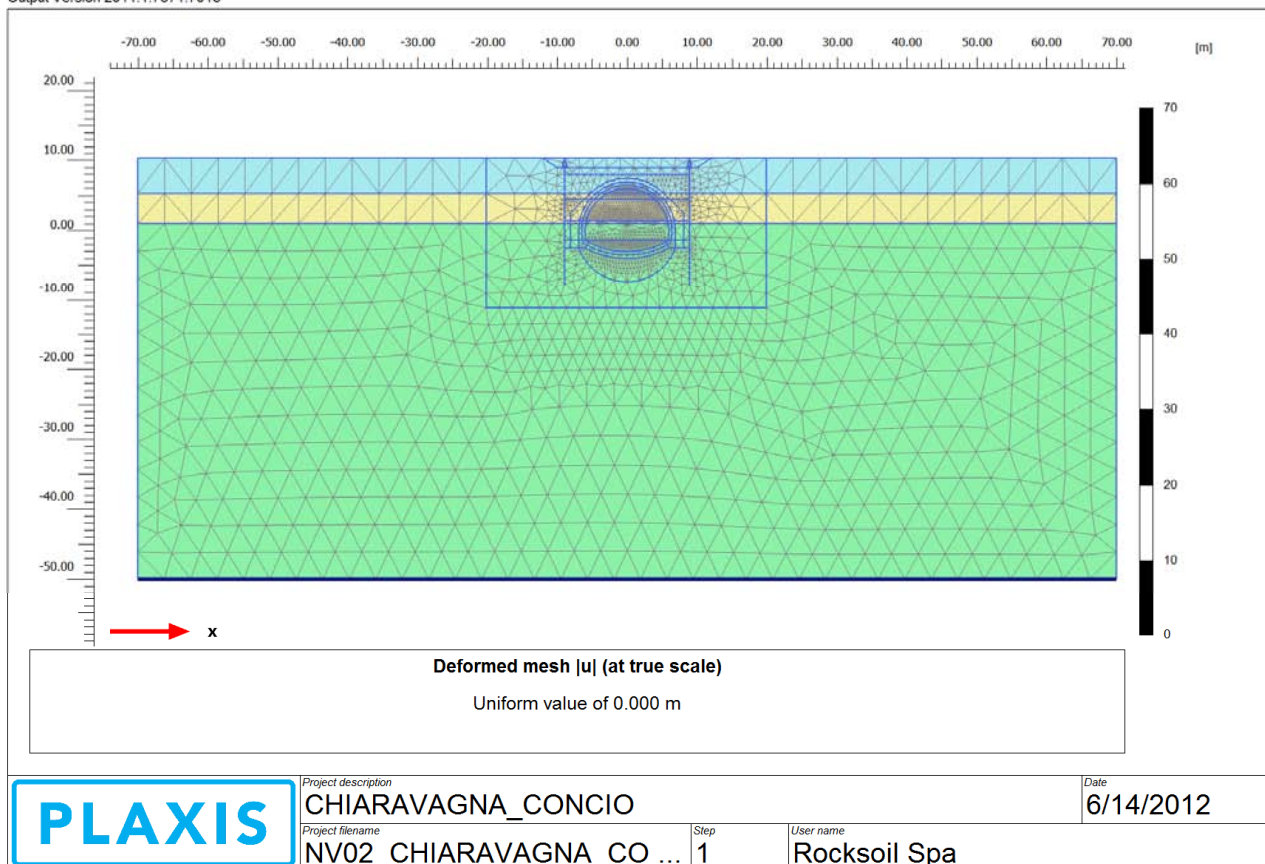 -70.00 -60.00 -50.00 -40.00 -30.00 -20.00 -10.00 0.00 10.00 20.00 30.00 40.00 50.00 60.00 70.00
[m]
20.00
10.00
0.00
-10.00
-20.00
-30.00
-40.00
-50.00
70
60
50
40
30
20
10
0
x
Deformed mesh |u| (at true scale)
Uniform value of 0.000 m
PLAXIS
Project description
CHIARAVAGNA_CONCIO
Date
6/14/2012
Project filename
NV02_CHIARAVAGNA_CO ...
Step
1
User name
Rocksoil Spa